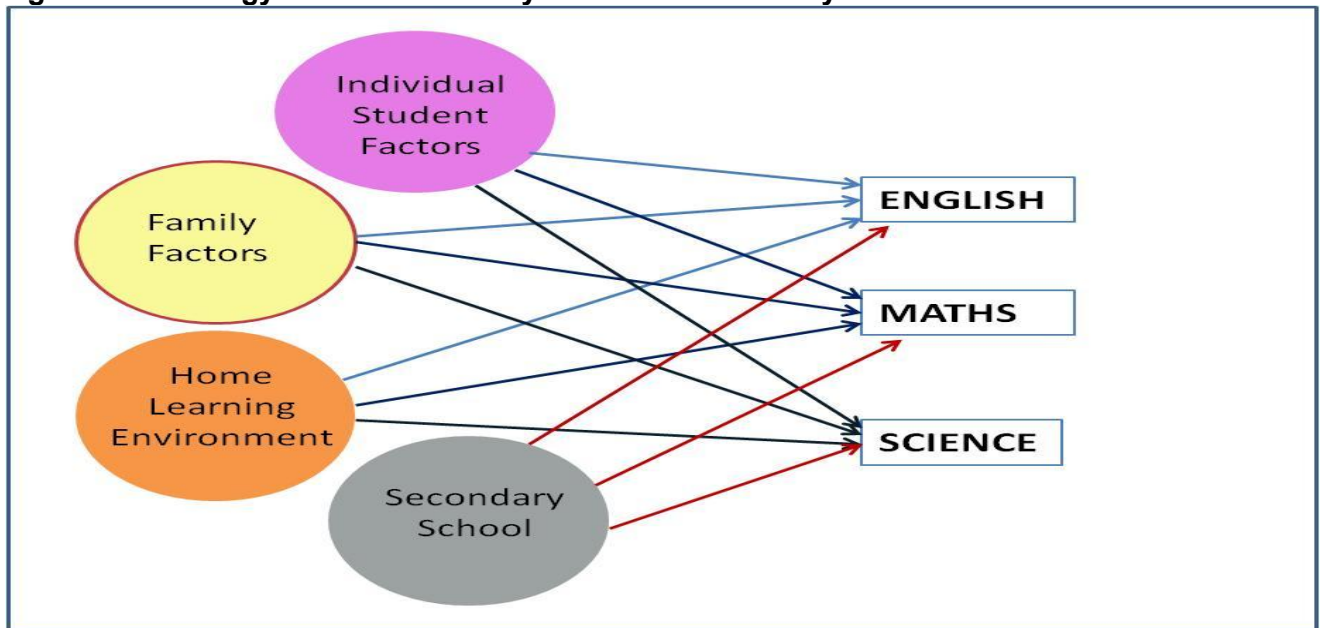 Individual
Student
Factors
Family
Factors
Home
Learning
Environment
Secondary
School
ENGLISH
MATHS
SCIENCE